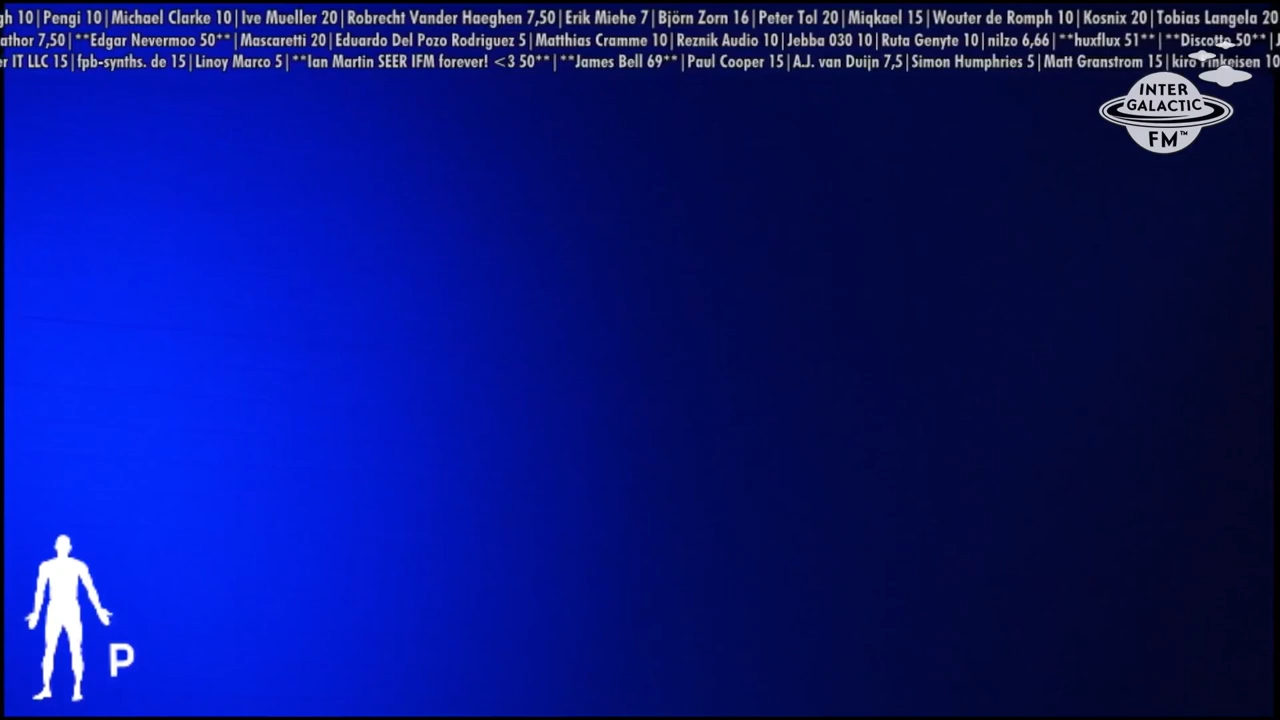 gh 10 | Pengi 10 | Michael Clarke 10 | Ive Mueller 20 | Robrecht Vander Haeghen 7,50 | Erik Miehe 7 | Björn Zorn 16 | Peter Tol 20 | Miqkael 15 | Wouter de Romph 10 | Kosnix 20 | Tobias Langela 20
athor 7,50 | **Edgar Nevermoo 50** | Mascaretti 20 | Eduardo Del Pozo Rodriguez 5 | Matthias Cramme 10 | Reznik Audio 10 | Jebba 030 10 | Ruta Genyte 10 | nilzo 6,66 | **huxflux 51** | **Discotto 50** |
er IT LLC 15 | fpb-synths. de 15 | Linoy Marco 5 | **Ian Martin SEER IFM forever! <3 50** | **James Bell 69** | Paul Cooper 15 | A.J. van Duijn 7,5 | Simon Humphries 5 | Matt Granstrom 15 | kiro Finkeisen 10
INTER
GALACTIC
FM™
P